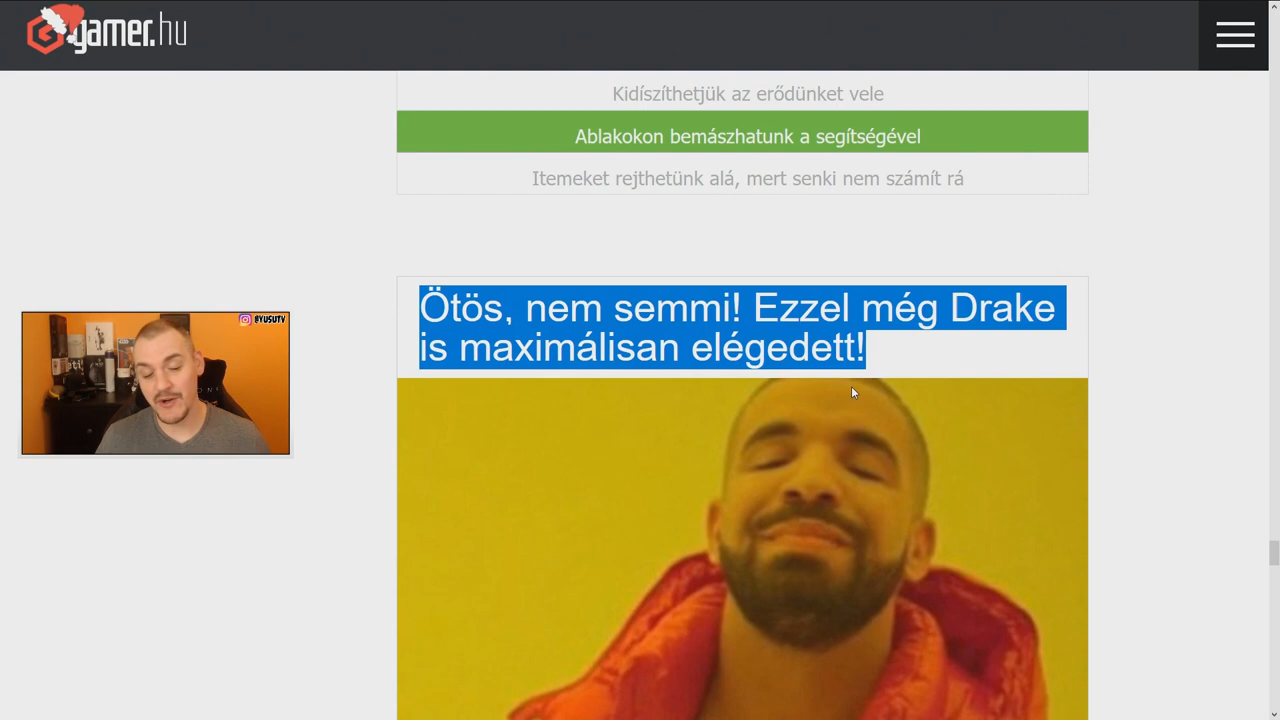 gamer.hu
Kidíszíthetjük az erődünket vele
Ablakokon bemászhatunk a segítségével
Itemeket rejthetünk alá, mert senki nem számít rá
@YUSUTV
Ötös, nem semmi! Ezzel még Drake
is maximálisan elégedett!